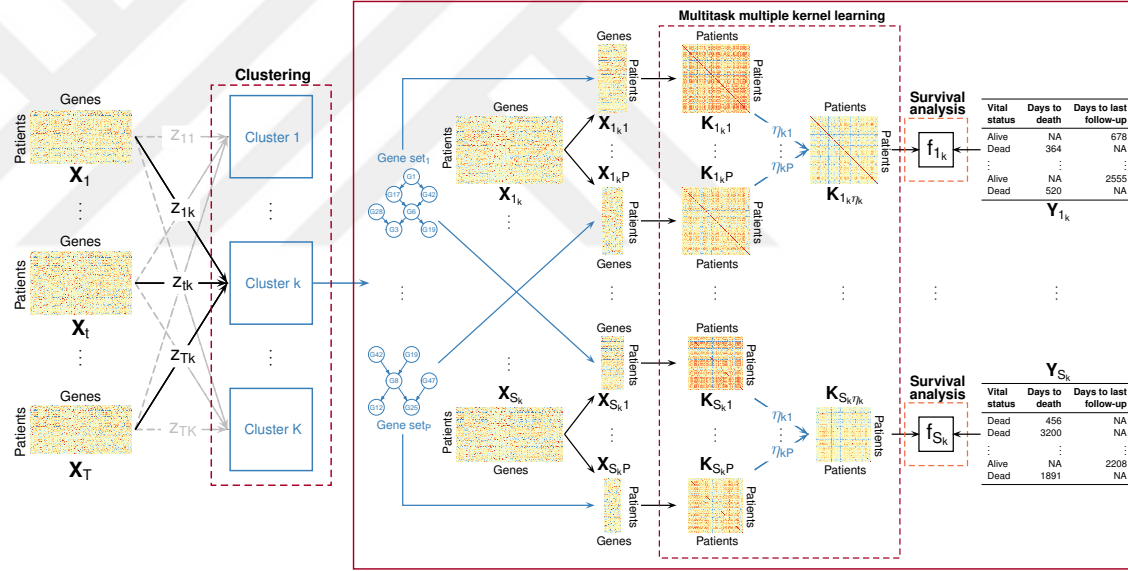 Multitask multiple kernel learning
Clustering
Genes
Patients
X1
Genes
Patients
Xt
Genes
Patients
XT
⋮
⋮
z11
z1k
ztk
zTk
zTK
Cluster 1
⋮
Cluster k
⋮
Cluster K
Gene set1
G1
G17
G42
G28
G6
G3
G19
⋮
G42
G19
G8
G47
G12
G25
Gene setP
Genes
Patients
X1k
⋮
⋮
XSk
Patients
Genes
Genes
Patients
X1k1
X1kP
Patients
Genes
⋮
Genes
Patients
XSk1
XSkP
Patients
Genes
Patients
Patients
K1k1
K1kP
Patients
Patients
⋮
Patients
Patients
KSk1
KSkP
Patients
Patients
ηk1
ηkP
Patients
Patients
K1kηk
⋮
ηk1
ηkP
KSkηk
Patients
Patients
Survival
analysis
f1k
⋮
Survival
analysis
fSk
Vital status Days to death Days to last follow-up
Alive NA 678
Dead 364 NA
⋮ ⋮ ⋮
Alive NA 2555
Dead 520 NA
Y1k
⋮
YSk
Vital status Days to death Days to last follow-up
Dead 456 NA
Dead 3200 NA
⋮ ⋮ ⋮
Alive NA 2208
Dead 1891 NA